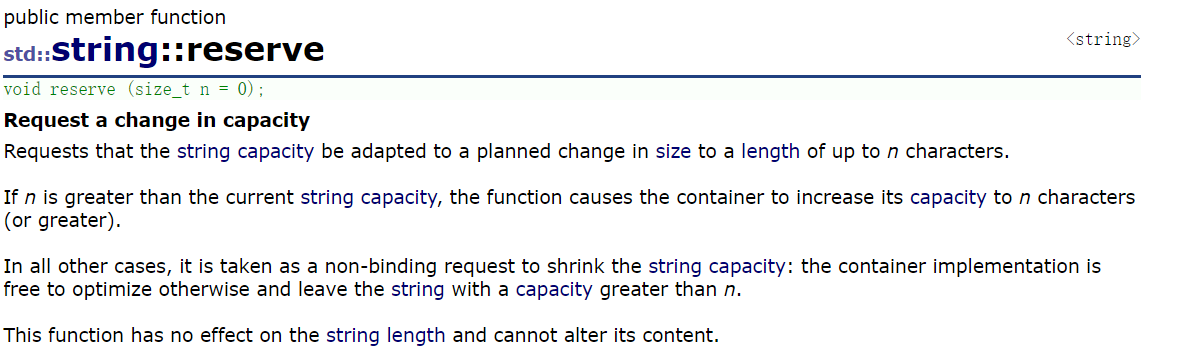 public member function
std::string::reserve
<string>
void reserve (size_t n = 0);
Request a change in capacity
Requests that the string capacity be adapted to a planned change in size to a length of up to n characters.
If n is greater than the current string capacity, the function causes the container to increase its capacity to n characters
(or greater).
In all other cases, it is taken as a non-binding request to shrink the string capacity: the container implementation is
free to optimize otherwise and leave the string with a capacity greater than n.
This function has no effect on the string length and cannot alter its content.